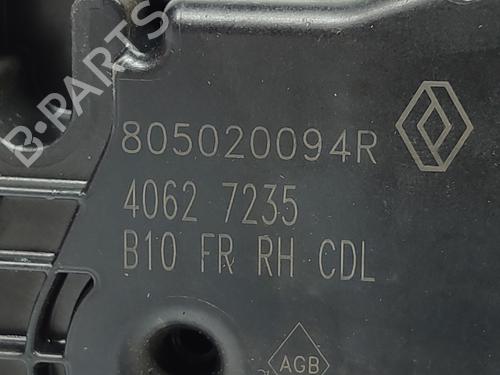 B-PARTS
805020094R
4062 7235
B10 FR RH CDL
AGB